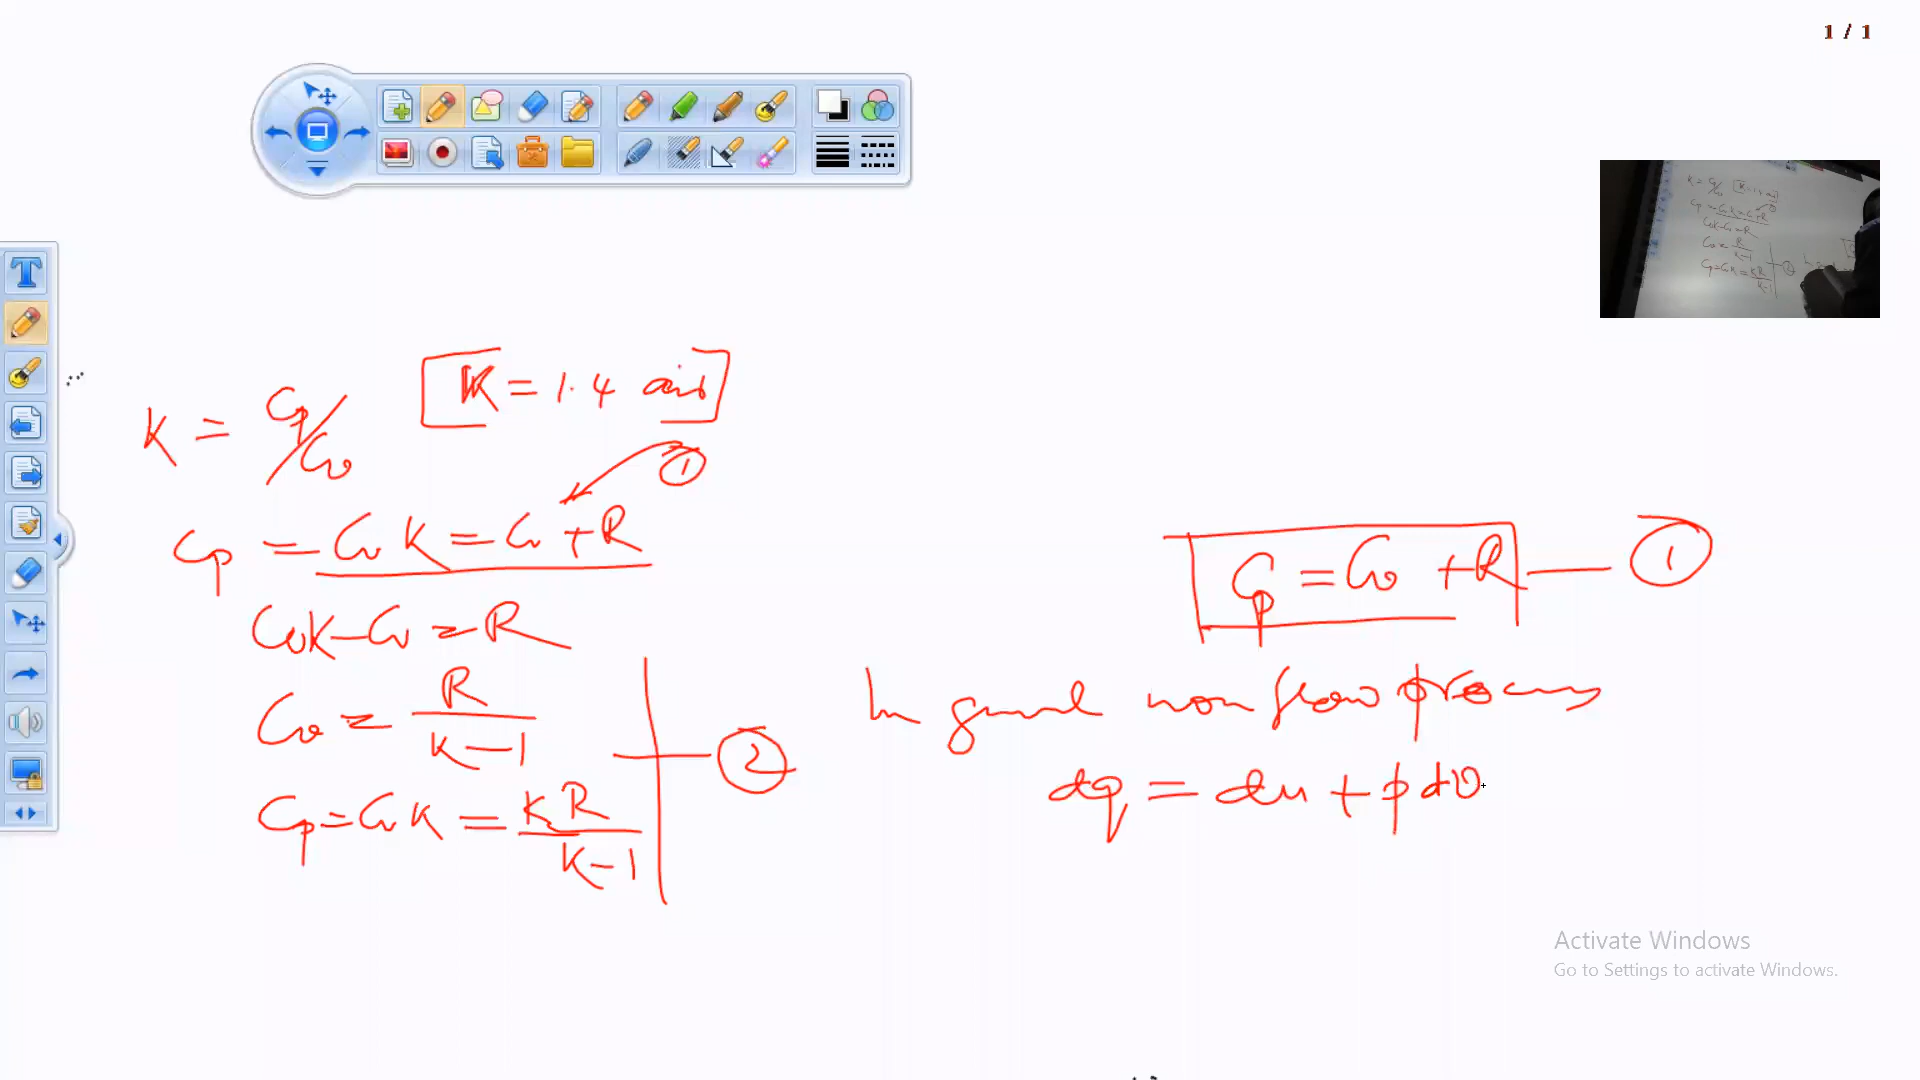 1 / 1
K = Cp/Cv [K = 1.4 air]
①
Cp = Cv K = Cv + R
CvK - Cv = R
Cv = R/(K-1)
②
Cp = Cv K = KR/(K-1)
Cp = Cv + R — ①
In general non flow process
dq = du + p dv
T
Activate Windows
Go to Settings to activate Windows.